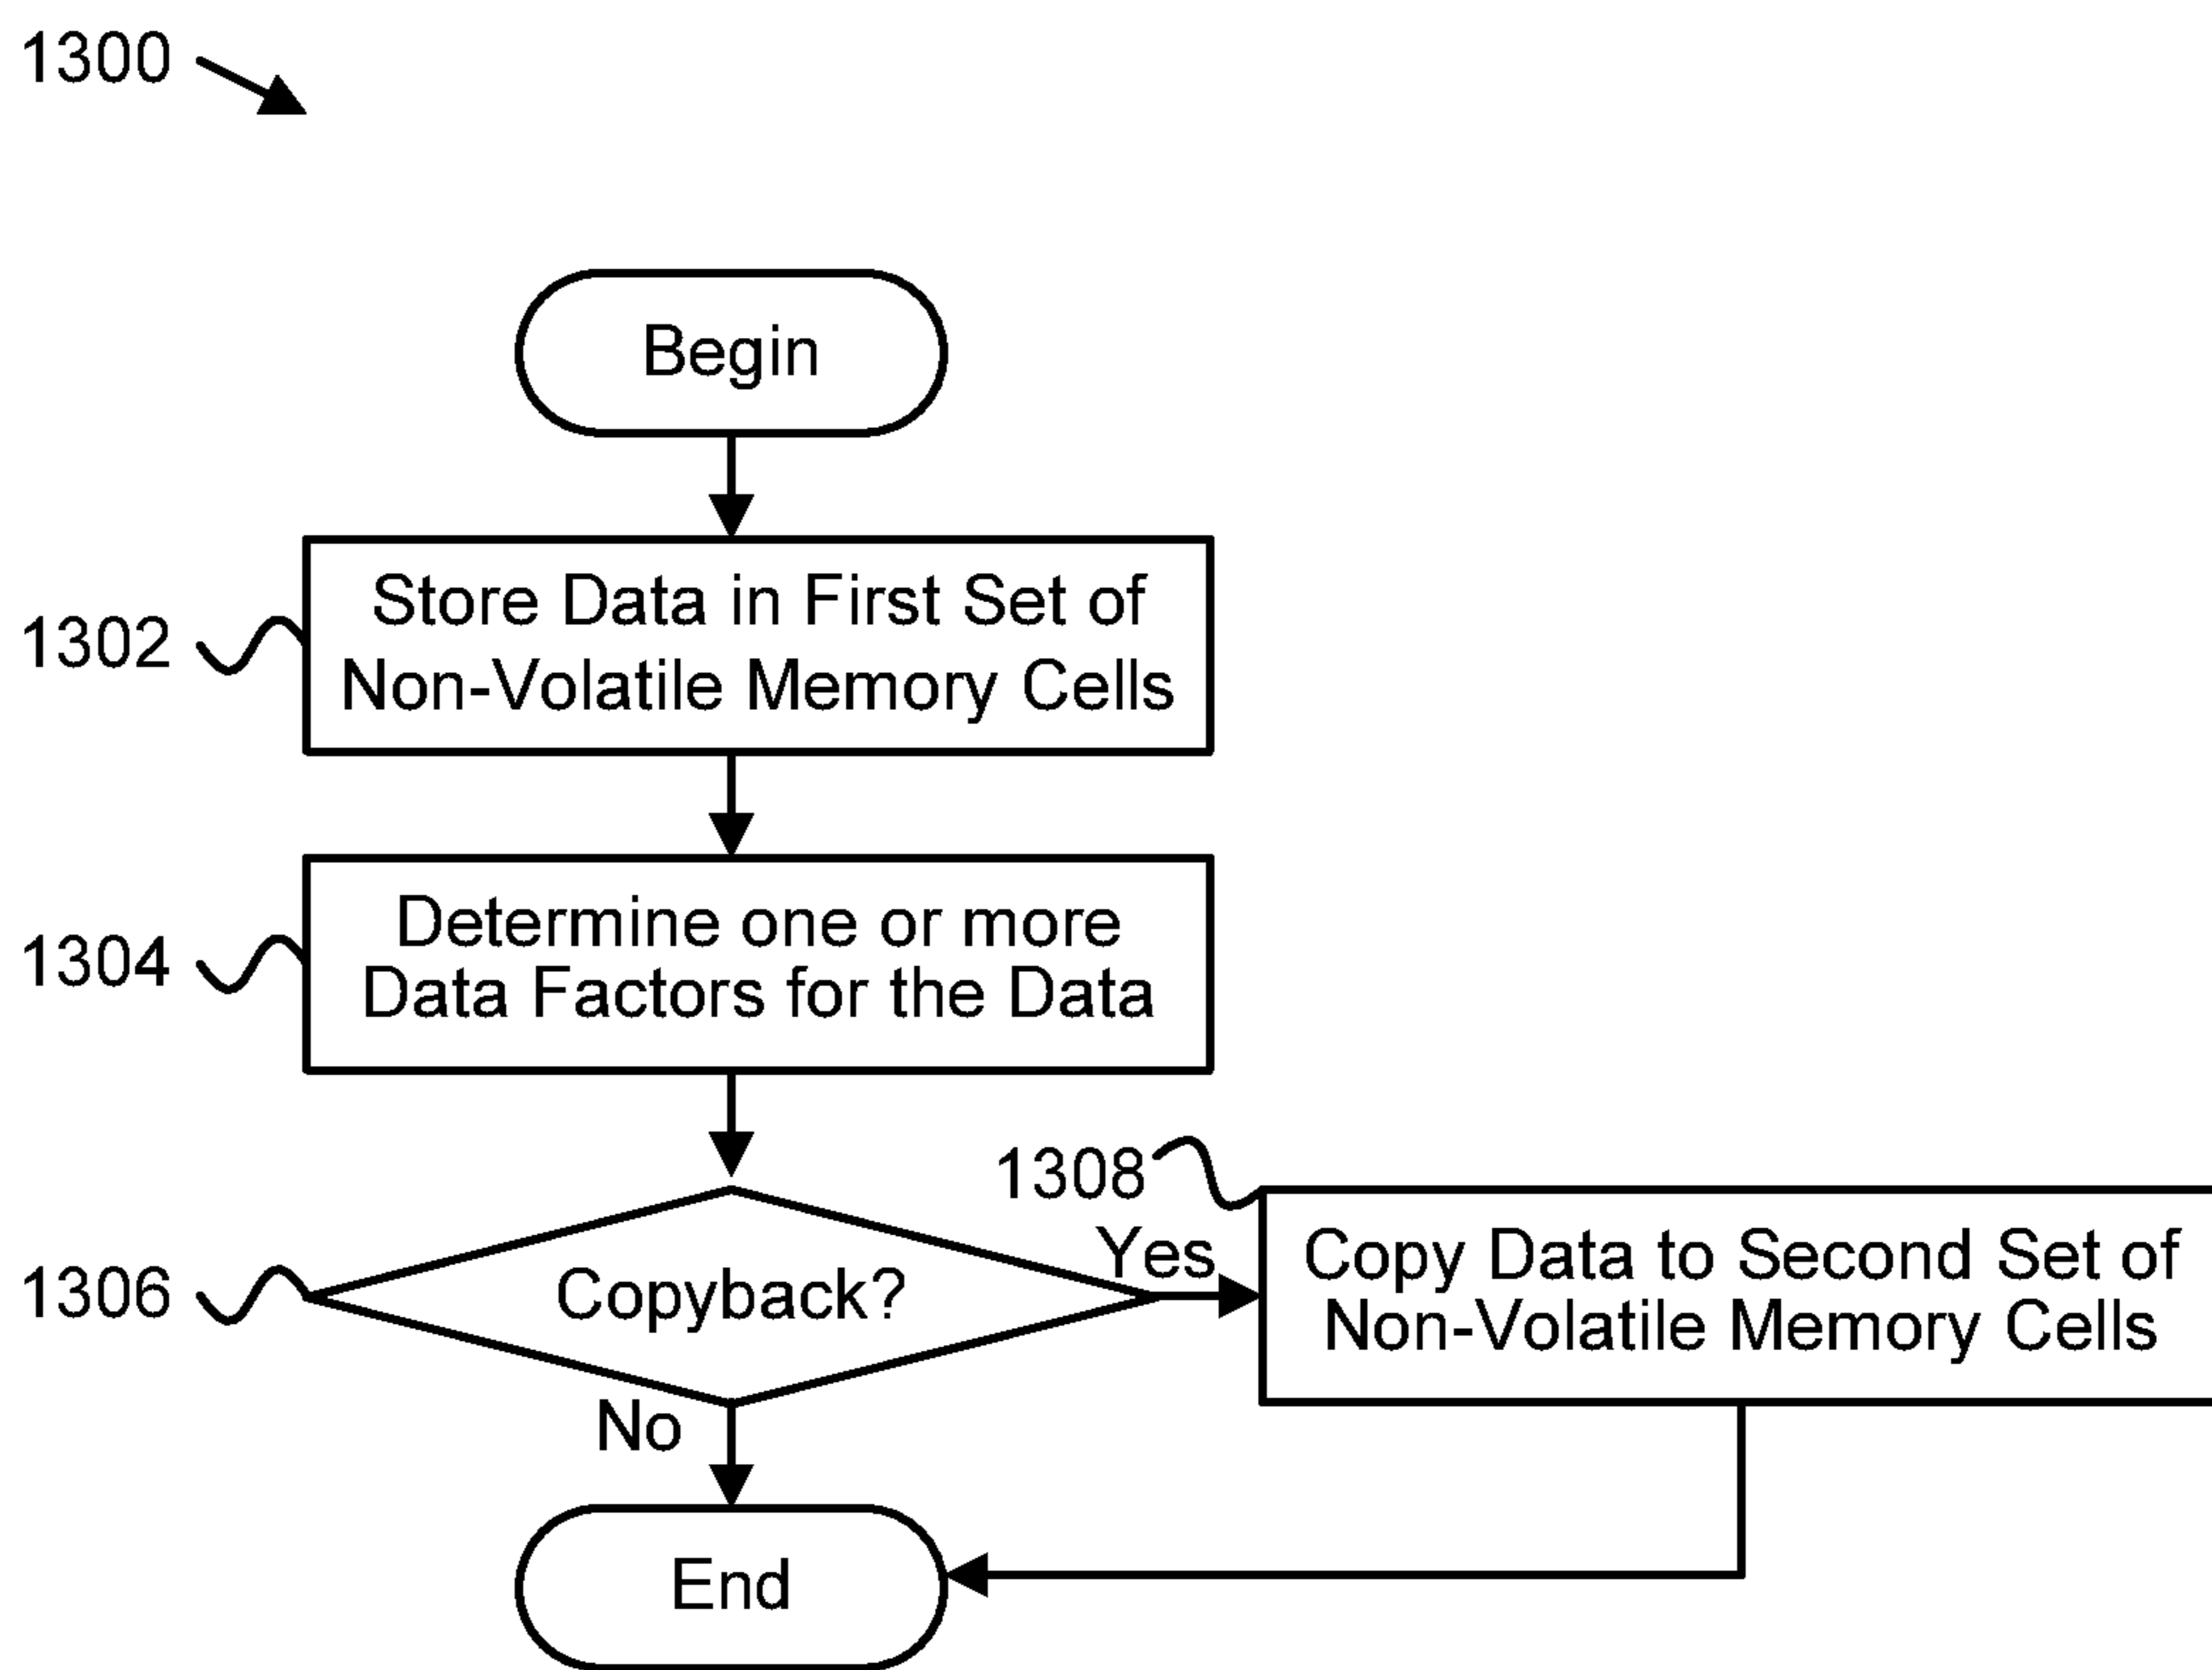 1300
Begin
1302
Store Data in First Set of
Non-Volatile Memory Cells
1304
Determine one or more
Data Factors for the Data
1306
Copyback?
Yes
1308
Copy Data to Second Set of
Non-Volatile Memory Cells
No
End